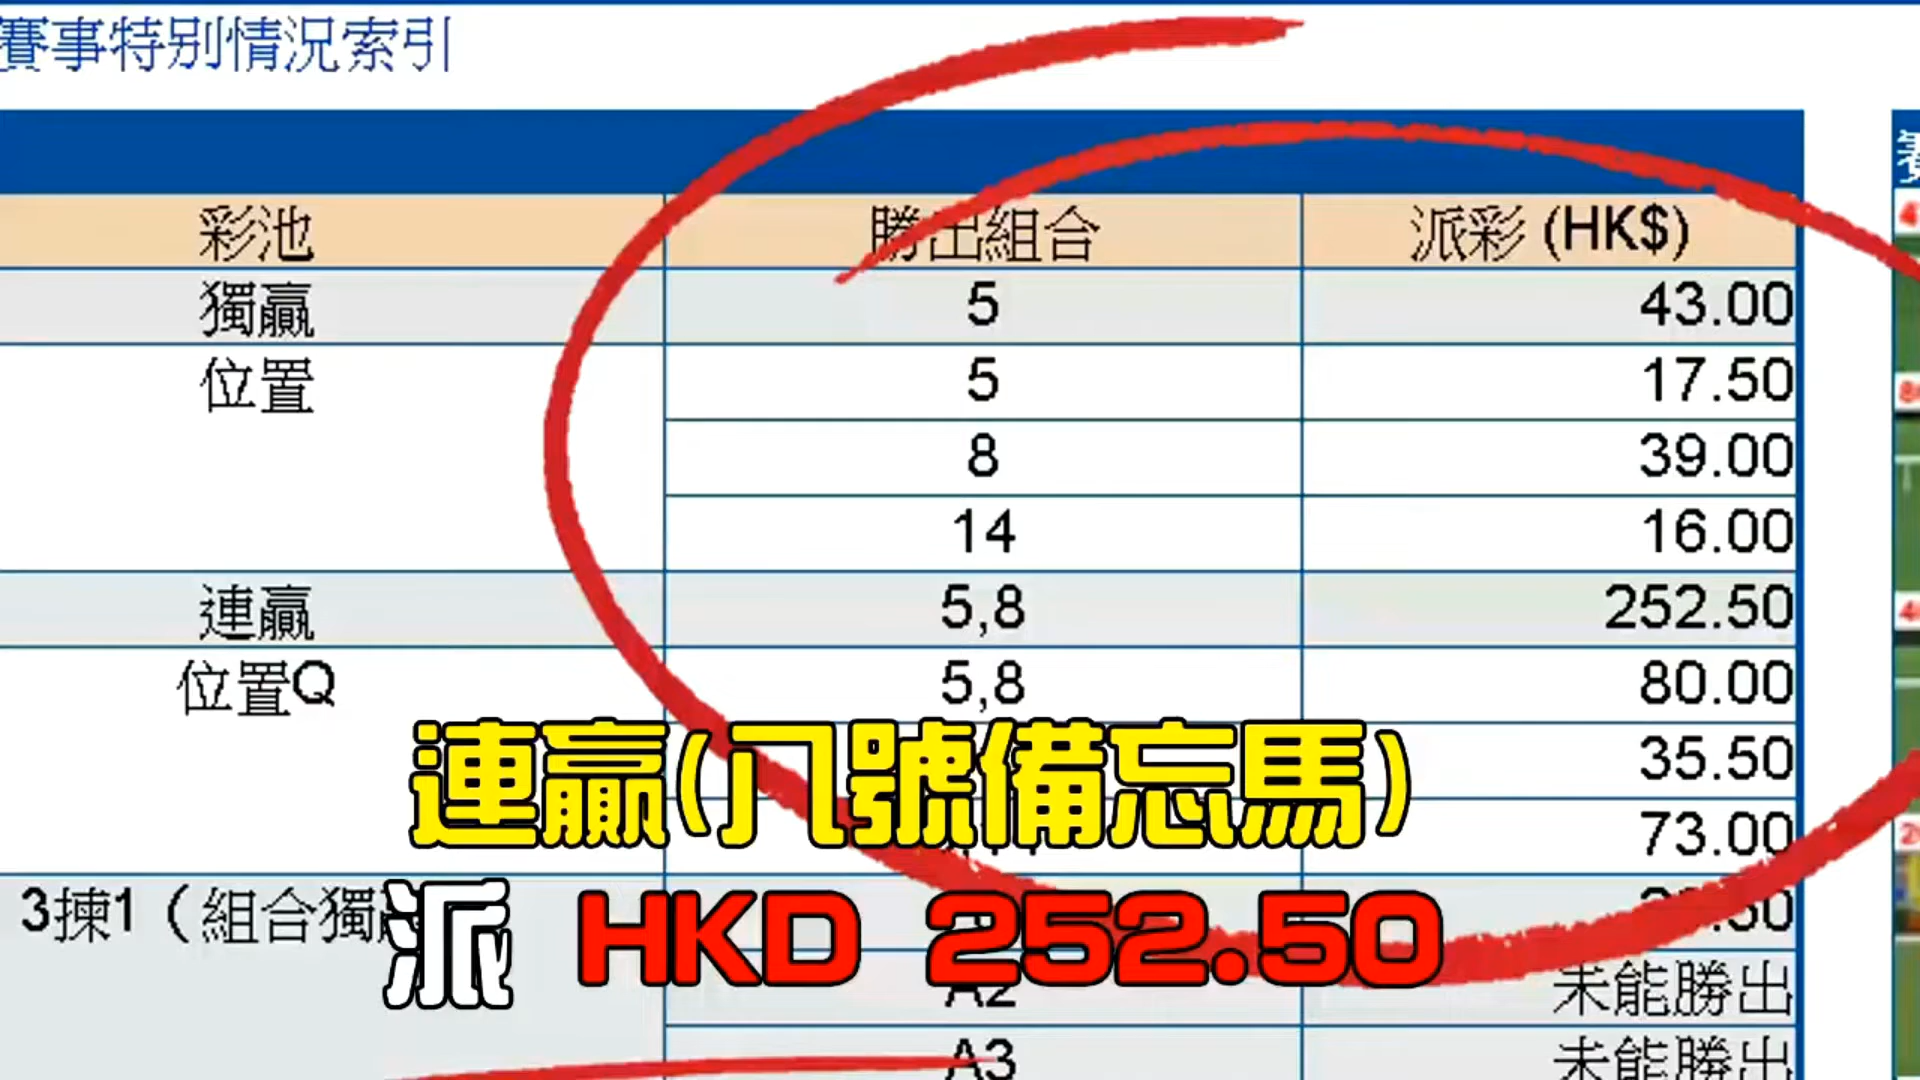 賽事特別情況索引
彩池 勝出組合 派彩 (HK$)
獨贏 5 43.00
位置 5 17.50
8 39.00
14 16.00
連贏 5,8 252.50
位置Q 5,8 80.00
35.50
73.00
連贏(八號備忘馬)
3揀1（組合獨
派 HKD 252.50
A2 未能勝出
A3 未能勝出